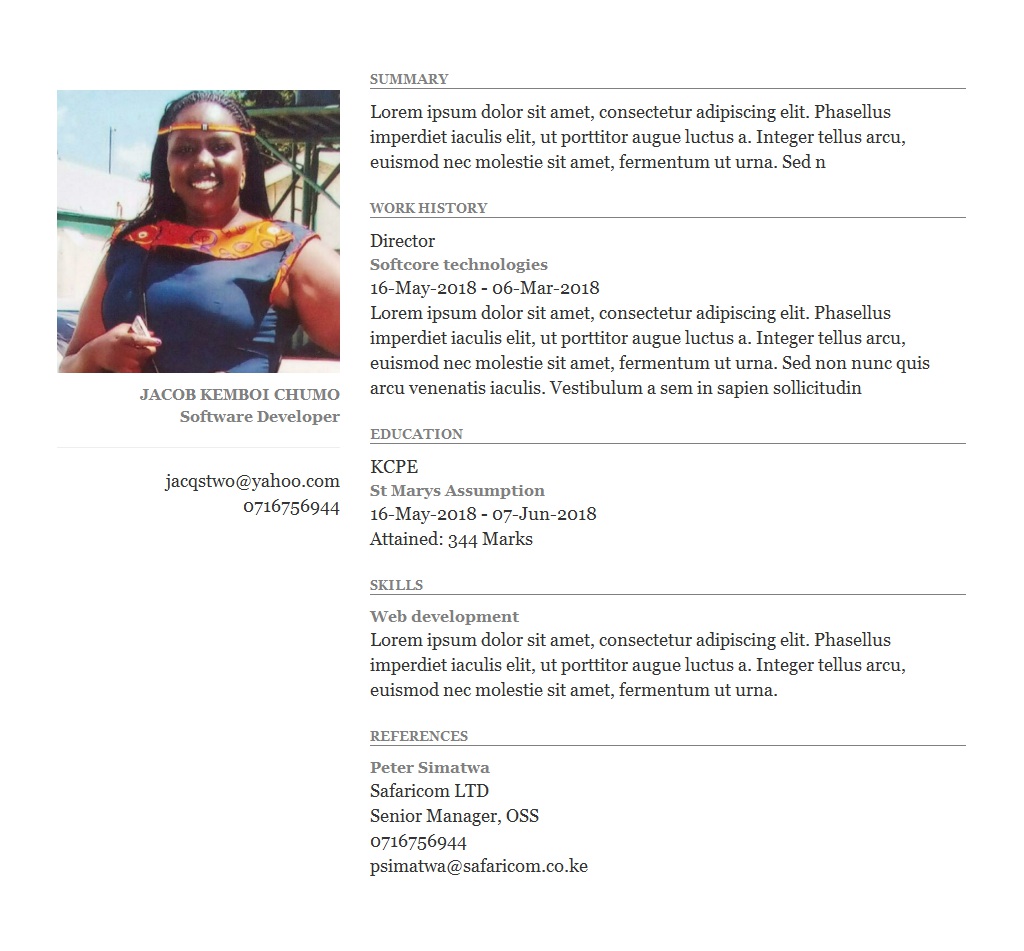 JACOB KEMBOI CHUMO
Software Developer
jacqstwo@yahoo.com
0716756944
SUMMARY
Lorem ipsum dolor sit amet, consectetur adipiscing elit. Phasellus
imperdiet iaculis elit, ut porttitor augue luctus a. Integer tellus arcu,
euismod nec molestie sit amet, fermentum ut urna. Sed n
WORK HISTORY
Director
Softcore technologies
16-May-2018 - 06-Mar-2018
Lorem ipsum dolor sit amet, consectetur adipiscing elit. Phasellus
imperdiet iaculis elit, ut porttitor augue luctus a. Integer tellus arcu,
euismod nec molestie sit amet, fermentum ut urna. Sed non nunc quis
arcu venenatis iaculis. Vestibulum a sem in sapien sollicitudin
EDUCATION
KCPE
St Marys Assumption
16-May-2018 - 07-Jun-2018
Attained: 344 Marks
SKILLS
Web development
Lorem ipsum dolor sit amet, consectetur adipiscing elit. Phasellus
imperdiet iaculis elit, ut porttitor augue luctus a. Integer tellus arcu,
euismod nec molestie sit amet, fermentum ut urna.
REFERENCES
Peter Simatwa
Safaricom LTD
Senior Manager, OSS
0716756944
psimatwa@safaricom.co.ke